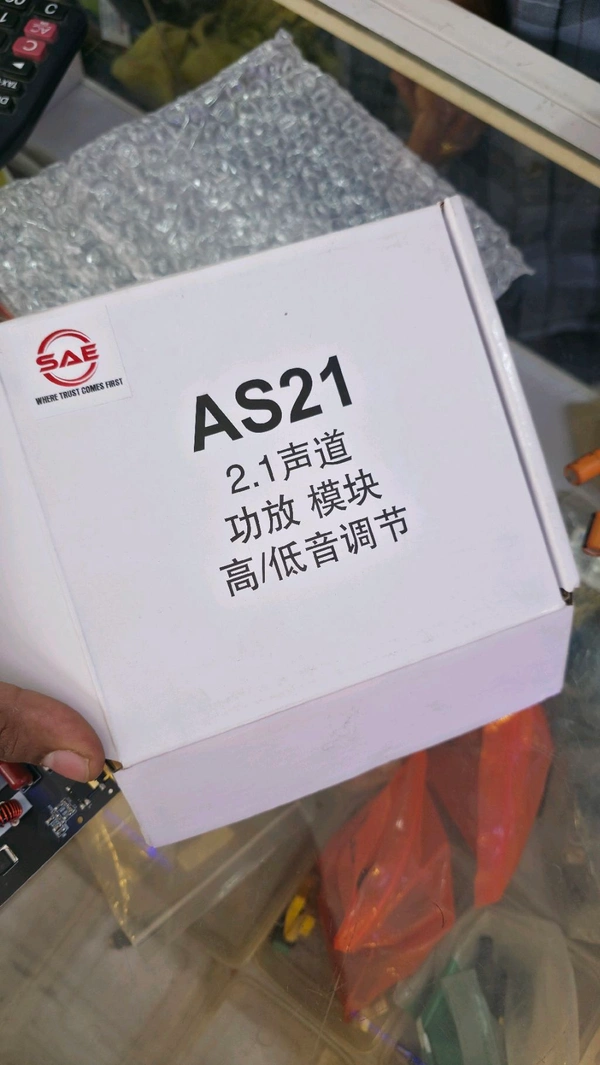 SAE
WHERE TRUST COMES FIRST
AS21
2.1声道
功放 模块
高/低音调节
C
AC
C